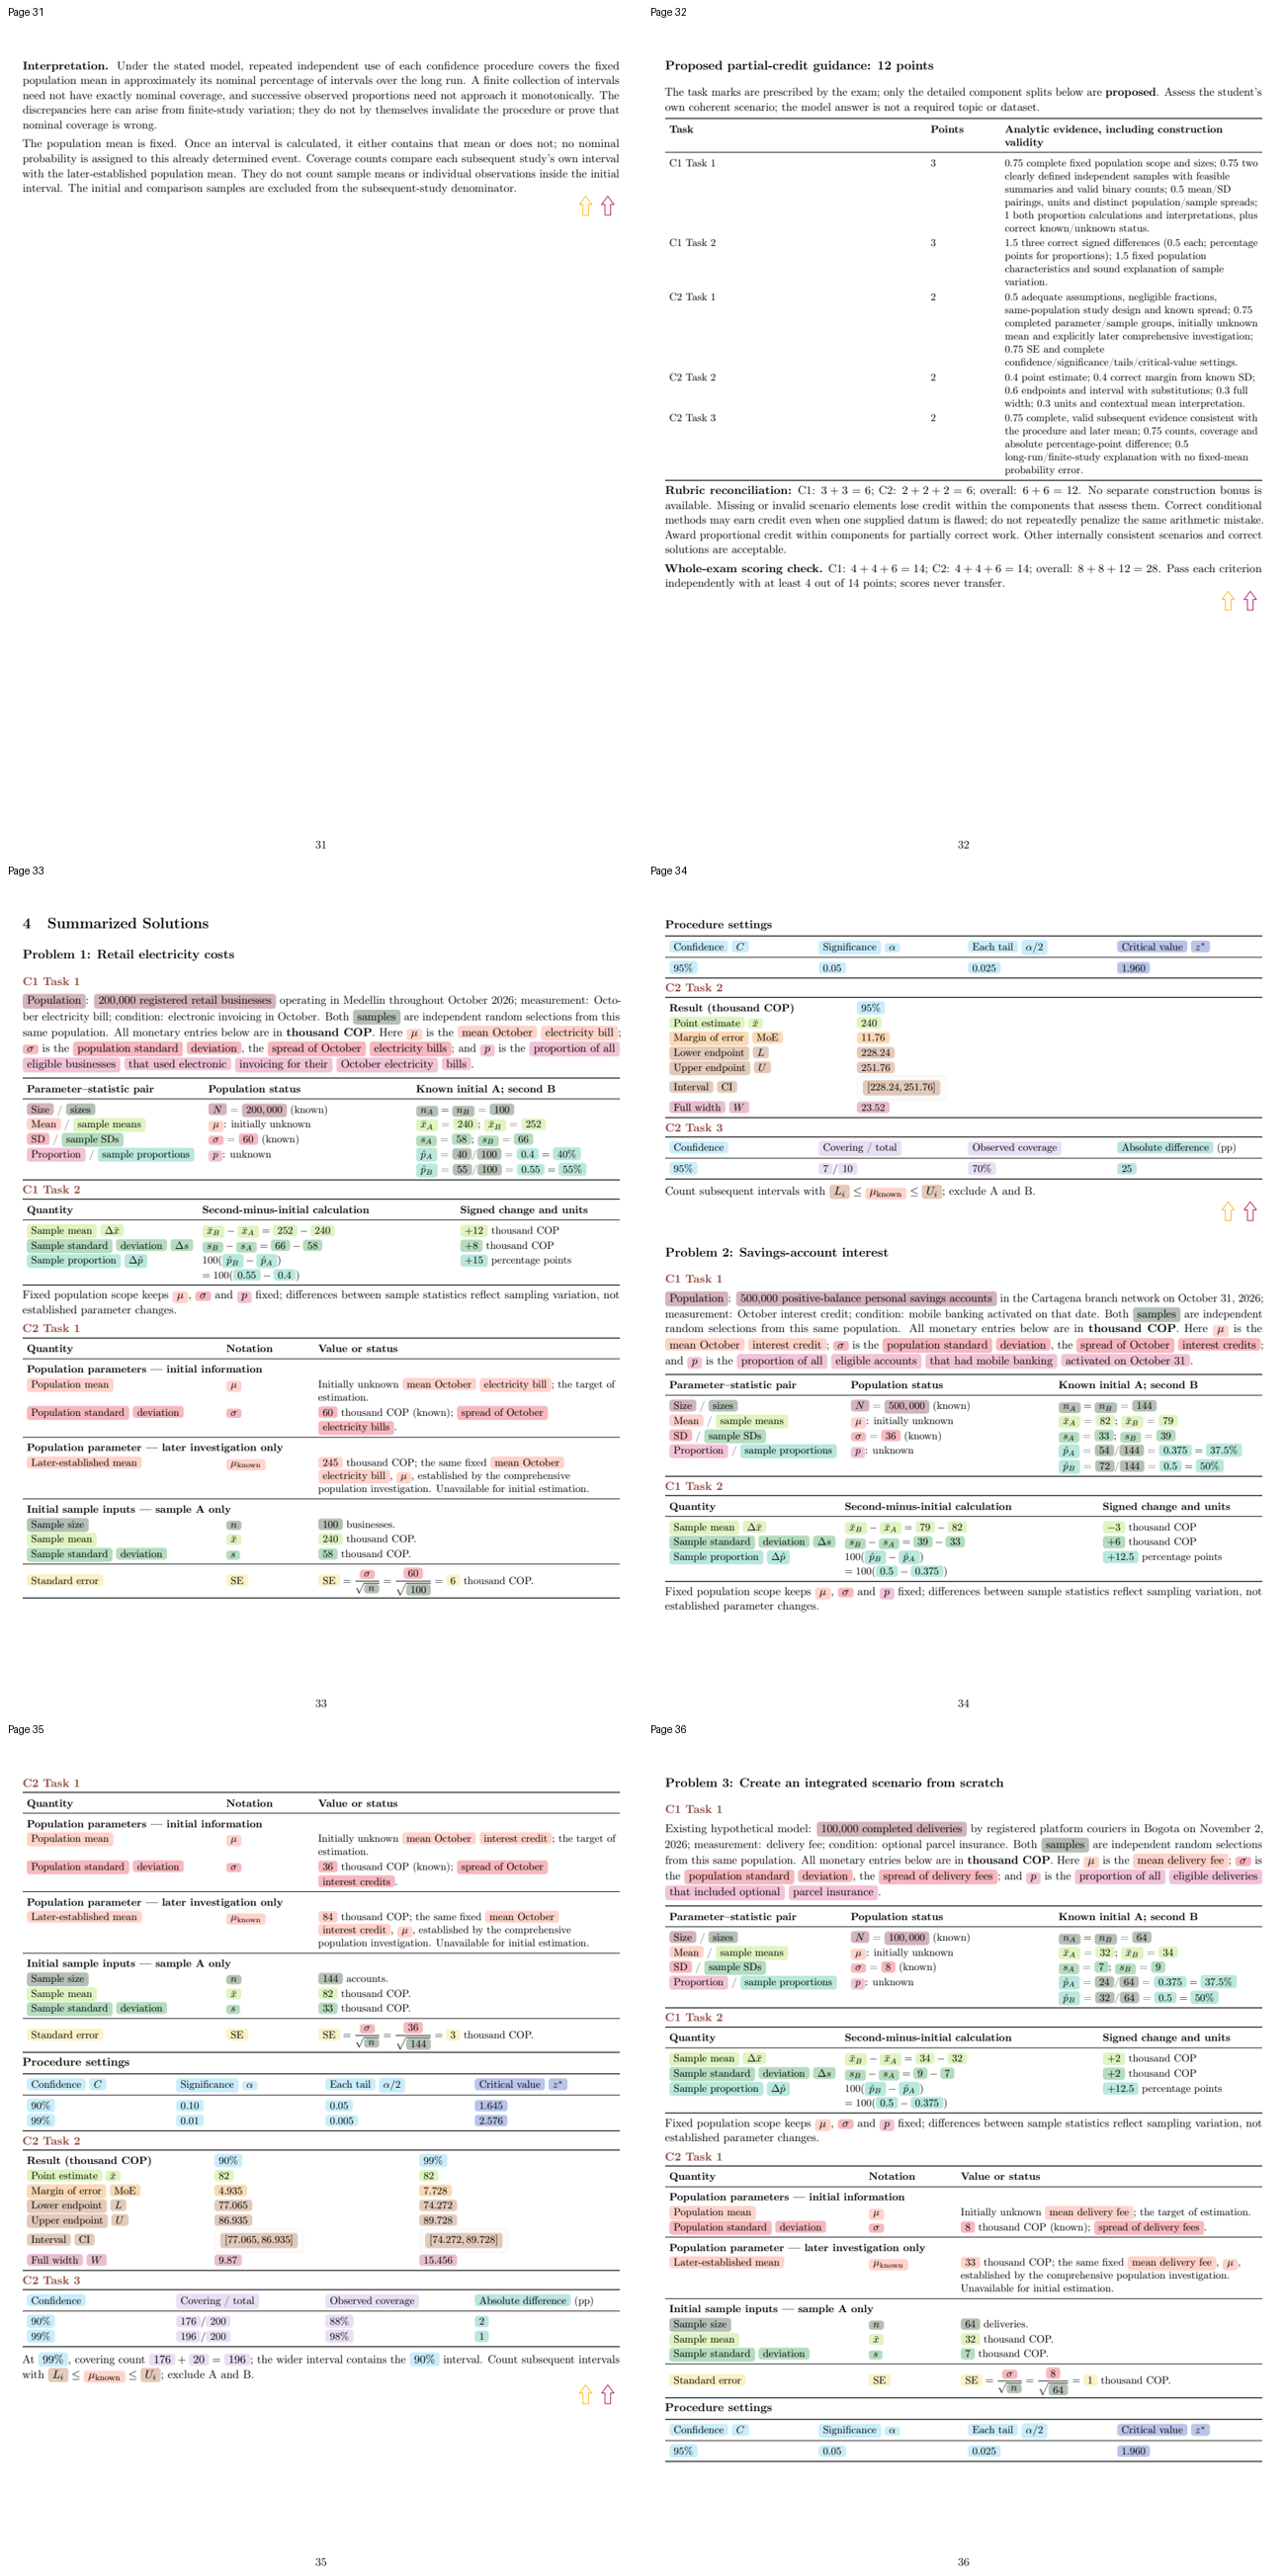 Page 31
Interpretation. Under the stated model, repeated independent use of each confidence procedure covers the fixed
population mean in approximately its nominal percentage of intervals over the long run. A finite collection of intervals
need not have exactly nominal coverage, and successive observed proportions need not approach it monotonically. The
discrepancies here can arise from finite-study variation; they do not by themselves invalidate the procedure or prove that
nominal coverage is wrong.
The population mean is fixed. Once an interval is calculated, it either contains that mean or does not; no nominal
probability is assigned to this already determined event. Coverage counts compare each subsequent study's own interval
with the later-established population mean. They do not count sample means or individual observations inside the initial
interval. The initial and comparison samples are excluded from the subsequent-study denominator.
31
Page 32
Proposed partial-credit guidance: 12 points
The task marks are prescribed by the exam; only the detailed component splits below are proposed. Assess the student's
own coherent scenario; the model answer is not a required topic or dataset.
Task Points Analytic evidence, including construction
validity
C1 Task 1 3 0.75 complete fixed population scope and sizes; 0.75 two
clearly defined independent samples with feasible
summaries and valid binary counts; 0.5 mean/SD
pairings, units and distinct population/sample spreads;
1 both proportion calculations and interpretations, plus
correct known/unknown status.
C1 Task 2 3 1.5 three correct signed differences (0.5 each; percentage
points for proportions); 1.5 fixed population
characteristics and sound explanation of sample
variation.
C2 Task 1 2 0.5 adequate assumptions, negligible fractions,
same-population study design and known spread; 0.75
completed parameter/sample groups, initially unknown
mean and explicitly later comprehensive investigation;
0.75 SE and complete
confidence/significance/tails/critical-value settings.
C2 Task 2 2 0.4 point estimate; 0.4 correct margin from known SD;
0.6 endpoints and interval with substitutions; 0.3 full
width; 0.3 units and contextual mean interpretation.
C2 Task 3 2 0.75 complete, valid subsequent evidence consistent with
the procedure and later mean; 0.75 counts, coverage and
absolute percentage-point difference; 0.5
long-run/finite-study explanation with no fixed-mean
probability error.
Rubric reconciliation: C1: 3 + 3 = 6; C2: 2 + 2 + 2 = 6; overall: 6 + 6 = 12. No separate construction bonus is
available. Missing or invalid scenario elements lose credit within the components that assess them. Correct conditional
methods may earn credit even when one supplied datum is flawed; do not repeatedly penalize the same arithmetic mistake.
Award proportional credit within components for partially correct work. Other internally consistent scenarios and correct
solutions are acceptable.
Whole-exam scoring check. C1: 4 + 4 + 6 = 14; C2: 4 + 4 + 6 = 14; overall: 8 + 8 + 12 = 28. Pass each criterion
independently with at least 4 out of 14 points; scores never transfer.
32
Page 33
4 Summarized Solutions
Problem 1: Retail electricity costs
C1 Task 1
Population: 200,000 registered retail businesses operating in Medellin throughout October 2026; measurement: Octo-
ber electricity bill; condition: electronic invoicing in October. Both samples are independent random selections from this
same population. All monetary entries below are in thousand COP. Here μ is the mean October electricity bill;
σ is the population standard deviation, the spread of October electricity bills; and p is the proportion of all
eligible businesses that used electronic invoicing for their October electricity bills.
Parameter–statistic pair Population status Known initial A; second B
Size / sizes N = 200,000 (known) n_A = n_B = 100
Mean / sample means μ: initially unknown x̄_A = 240; x̄_B = 252
SD / sample SDs σ = 60 (known) s_A = 58; s_B = 66
Proportion / sample proportions p: unknown p̂_A = 40/100 = 0.4 = 40%
p̂_B = 55/100 = 0.55 = 55%
C1 Task 2
Quantity Second-minus-initial calculation Signed change and units
Sample mean Δx̄ x̄_B − x̄_A = 252 − 240 +12 thousand COP
Sample standard deviation Δs s_B − s_A = 66 − 58 +8 thousand COP
Sample proportion Δp̂ 100(p̂_B − p̂_A) +15 percentage points
= 100(0.55 − 0.4)
Fixed population scope keeps μ, σ and p fixed; differences between sample statistics reflect sampling variation, not
established parameter changes.
C2 Task 1
Quantity Notation Value or status
Population parameters — initial information
Population mean μ Initially unknown mean October electricity bill; the target of
estimation.
Population standard deviation σ 60 thousand COP (known); spread of October
electricity bills.
Population parameter — later investigation only
Later-established mean μ_known 245 thousand COP; the same fixed mean October
electricity bill, μ, established by the comprehensive
population investigation. Unavailable for initial estimation.
Initial sample inputs — sample A only
Sample size n 100 businesses.
Sample mean x̄ 240 thousand COP.
Sample standard deviation s 58 thousand COP.
Standard error SE SE = σ/√n = 60/√100 = 6 thousand COP.
33
Page 34
Procedure settings
Confidence C Significance α Each tail α/2 Critical value z*
95% 0.05 0.025 1.960
C2 Task 2
Result (thousand COP) 95%
Point estimate x̄ 240
Margin of error MoE 11.76
Lower endpoint L 228.24
Upper endpoint U 251.76
Interval CI [228.24, 251.76]
Full width W 23.52
C2 Task 3
Confidence Covering / total Observed coverage Absolute difference (pp)
95% 7 / 10 70% 25
Count subsequent intervals with L_i ≤ μ_known ≤ U_i; exclude A and B.
Problem 2: Savings-account interest
C1 Task 1
Population: 500,000 positive-balance personal savings accounts in the Cartagena branch network on October 31, 2026;
measurement: October interest credit; condition: mobile banking activated on that date. Both samples are independent
random selections from this same population. All monetary entries below are in thousand COP. Here μ is the
mean October interest credit; σ is the population standard deviation, the spread of October interest credits;
and p is the proportion of all eligible accounts that had mobile banking activated on October 31.
Parameter–statistic pair Population status Known initial A; second B
Size / sizes N = 500,000 (known) n_A = n_B = 144
Mean / sample means μ: initially unknown x̄_A = 82; x̄_B = 79
SD / sample SDs σ = 36 (known) s_A = 33; s_B = 39
Proportion / sample proportions p: unknown p̂_A = 54/144 = 0.375 = 37.5%
p̂_B = 72/144 = 0.5 = 50%
C1 Task 2
Quantity Second-minus-initial calculation Signed change and units
Sample mean Δx̄ x̄_B − x̄_A = 79 − 82 −3 thousand COP
Sample standard deviation Δs s_B − s_A = 39 − 33 +6 thousand COP
Sample proportion Δp̂ 100(p̂_B − p̂_A) +12.5 percentage points
= 100(0.5 − 0.375)
Fixed population scope keeps μ, σ and p fixed; differences between sample statistics reflect sampling variation, not
established parameter changes.
34
Page 35
C2 Task 1
Quantity Notation Value or status
Population parameters — initial information
Population mean μ Initially unknown mean October interest credit; the target of
estimation.
Population standard deviation σ 36 thousand COP (known); spread of October
interest credits.
Population parameter — later investigation only
Later-established mean μ_known 84 thousand COP; the same fixed mean October
interest credit, μ, established by the comprehensive
population investigation. Unavailable for initial estimation.
Initial sample inputs — sample A only
Sample size n 144 accounts.
Sample mean x̄ 82 thousand COP.
Sample standard deviation s 33 thousand COP.
Standard error SE SE = σ/√n = 36/√144 = 3 thousand COP.
Procedure settings
Confidence C Significance α Each tail α/2 Critical value z*
90% 0.10 0.05 1.645
99% 0.01 0.005 2.576
C2 Task 2
Result (thousand COP) 90% 99%
Point estimate x̄ 82 82
Margin of error MoE 4.935 7.728
Lower endpoint L 77.065 74.272
Upper endpoint U 86.935 89.728
Interval CI [77.065, 86.935] [74.272, 89.728]
Full width W 9.87 15.456
C2 Task 3
Confidence Covering / total Observed coverage Absolute difference (pp)
90% 176 / 200 88% 2
99% 196 / 200 98% 1
At 99%, covering count 176 + 20 = 196; the wider interval contains the 90% interval. Count subsequent intervals
with L_i ≤ μ_known ≤ U_i; exclude A and B.
35
Page 36
Problem 3: Create an integrated scenario from scratch
C1 Task 1
Existing hypothetical model: 100,000 completed deliveries by registered platform couriers in Bogota on November 2,
2026; measurement: delivery fee; condition: optional parcel insurance. Both samples are independent random selections
from this same population. All monetary entries below are in thousand COP. Here μ is the mean delivery fee; σ is
the population standard deviation, the spread of delivery fees; and p is the proportion of all eligible deliveries
that included optional parcel insurance.
Parameter–statistic pair Population status Known initial A; second B
Size / sizes N = 100,000 (known) n_A = n_B = 64
Mean / sample means μ: initially unknown x̄_A = 32; x̄_B = 34
SD / sample SDs σ = 8 (known) s_A = 7; s_B = 9
Proportion / sample proportions p: unknown p̂_A = 24/64 = 0.375 = 37.5%
p̂_B = 32/64 = 0.5 = 50%
C1 Task 2
Quantity Second-minus-initial calculation Signed change and units
Sample mean Δx̄ x̄_B − x̄_A = 34 − 32 +2 thousand COP
Sample standard deviation Δs s_B − s_A = 9 − 7 +2 thousand COP
Sample proportion Δp̂ 100(p̂_B − p̂_A) +12.5 percentage points
= 100(0.5 − 0.375)
Fixed population scope keeps μ, σ and p fixed; differences between sample statistics reflect sampling variation, not
established parameter changes.
C2 Task 1
Quantity Notation Value or status
Population parameters — initial information
Population mean μ Initially unknown mean delivery fee; the target of estimation.
Population standard deviation σ 8 thousand COP (known); spread of delivery fees.
Population parameter — later investigation only
Later-established mean μ_known 33 thousand COP; the same fixed mean delivery fee, μ,
established by the comprehensive population investigation.
Unavailable for initial estimation.
Initial sample inputs — sample A only
Sample size n 64 deliveries.
Sample mean x̄ 32 thousand COP.
Sample standard deviation s 7 thousand COP.
Standard error SE SE = σ/√n = 8/√64 = 1 thousand COP.
Procedure settings
Confidence C Significance α Each tail α/2 Critical value z*
95% 0.05 0.025 1.960
36